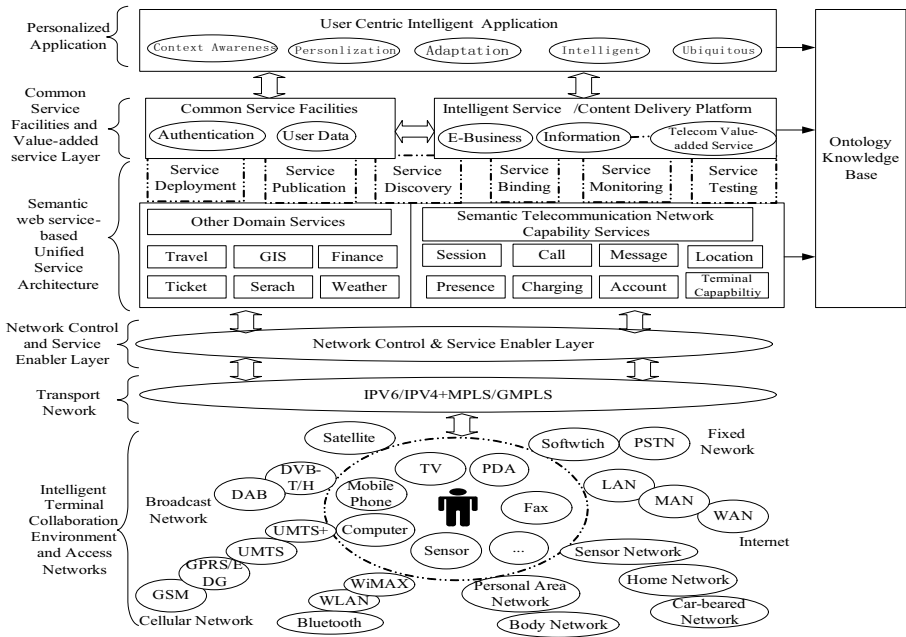 Personalized
Application
User Centric Intelligent Application
Context Awareness
Personlization
Adaptation
Intelligent
Ubiquitous
Common
Service
Facilities and
Value-added
service Layer
Common Service Facilities
Authentication
User Data
Intelligent Service /Content Delivery Platform
E-Business
Information
Telecom Value-
added Service
Ontology
Knowledge
Base
Service
Deployment
Service
Publication
Service
Discovery
Service
Binding
Service
Monitoring
Service
Testing
Semantic
web service-
based
Unified
Service
Architecture
Other Domain Services
Travel
GIS
Finance
Ticket
Serach
Weather
Semantic Telecommunication Network
Capability Services
Session
Call
Message
Location
Presence
Charging
Account
Terminal
Capapbiltiy
Network Control
and Service
Enabler Layer
Network Control & Service Enabler Layer
Transport
Nework
IPV6/IPV4+MPLS/GMPLS
Intelligent
Terminal
Collaboration
Environment
and Access
Networks
Satellite
DVB-
T/H
DAB
Broadcast
Network
TV
PDA
Mobile
Phone
Fax
Computer
Sensor
...
Softwtich
PSTN
Fixed
Nework
LAN
MAN
WAN
Internet
UMTS+
UMTS
GPRS/E
DG
GSM
Cellular Network
WiMAX
WLAN
Bluetooth
Personal Area
Network
Body Network
Sensor Network
Home Network
Car-beared
Network